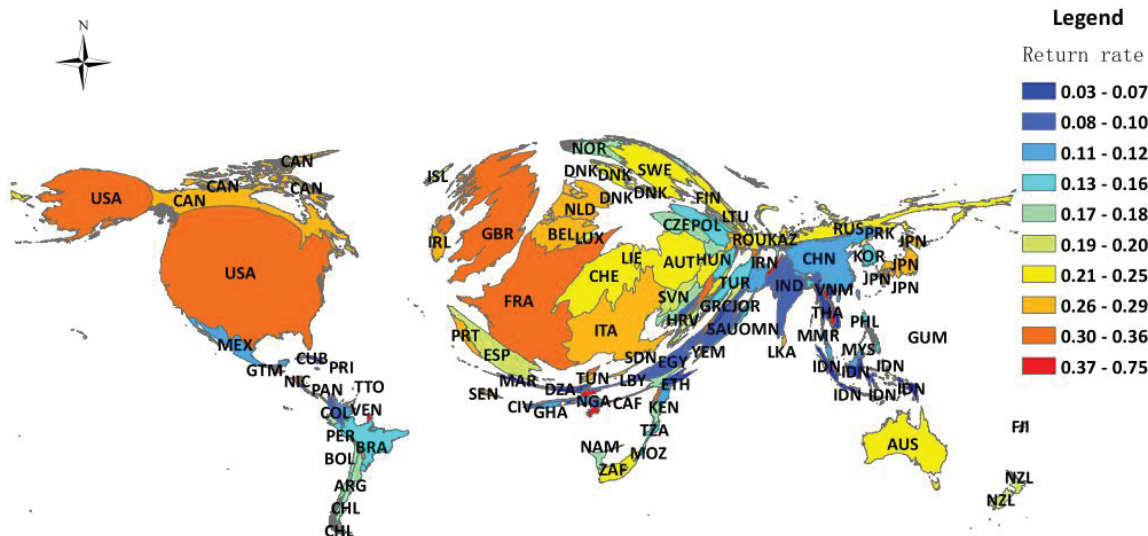 N
Legend
Return rate
0.03 - 0.07
0.08 - 0.10
0.11 - 0.12
0.13 - 0.16
0.17 - 0.18
0.19 - 0.20
0.21 - 0.25
0.26 - 0.29
0.30 - 0.36
0.37 - 0.75
CAN
CAN
CAN
CAN
USA
USA
MEX
CUB
PRI
GTM
NIC
PAN
TTO
COL
VEN
PER
BRA
BOL
ARG
CHL
CHL
ISL
IRL
GBR
NOR
DNK
DNK
DNK
DNK
SWE
FIN
LTU
NLD
BEL
LUX
CZE
POL
ROU
KAZ
RUS
PRK
JPN
JPN
JPN
JPN
KOR
CHN
IRN
IND
VNM
LIE
AUT
HUN
CHE
TUR
SVN
FRA
ITA
HRV
GRC
JOR
SAU
OMN
YEM
THA
MMR
LKA
PHL
GUM
MYS
IDN
IDN
IDN
IDN
IDN
IDN
PRT
ESP
MAR
SEN
DZA
TUN
LBY
SDN
EGY
ETH
CIV
GHA
NGA
CAF
KEN
TZA
NAM
MOZ
ZAF
AUS
FJI
NZL
NZL